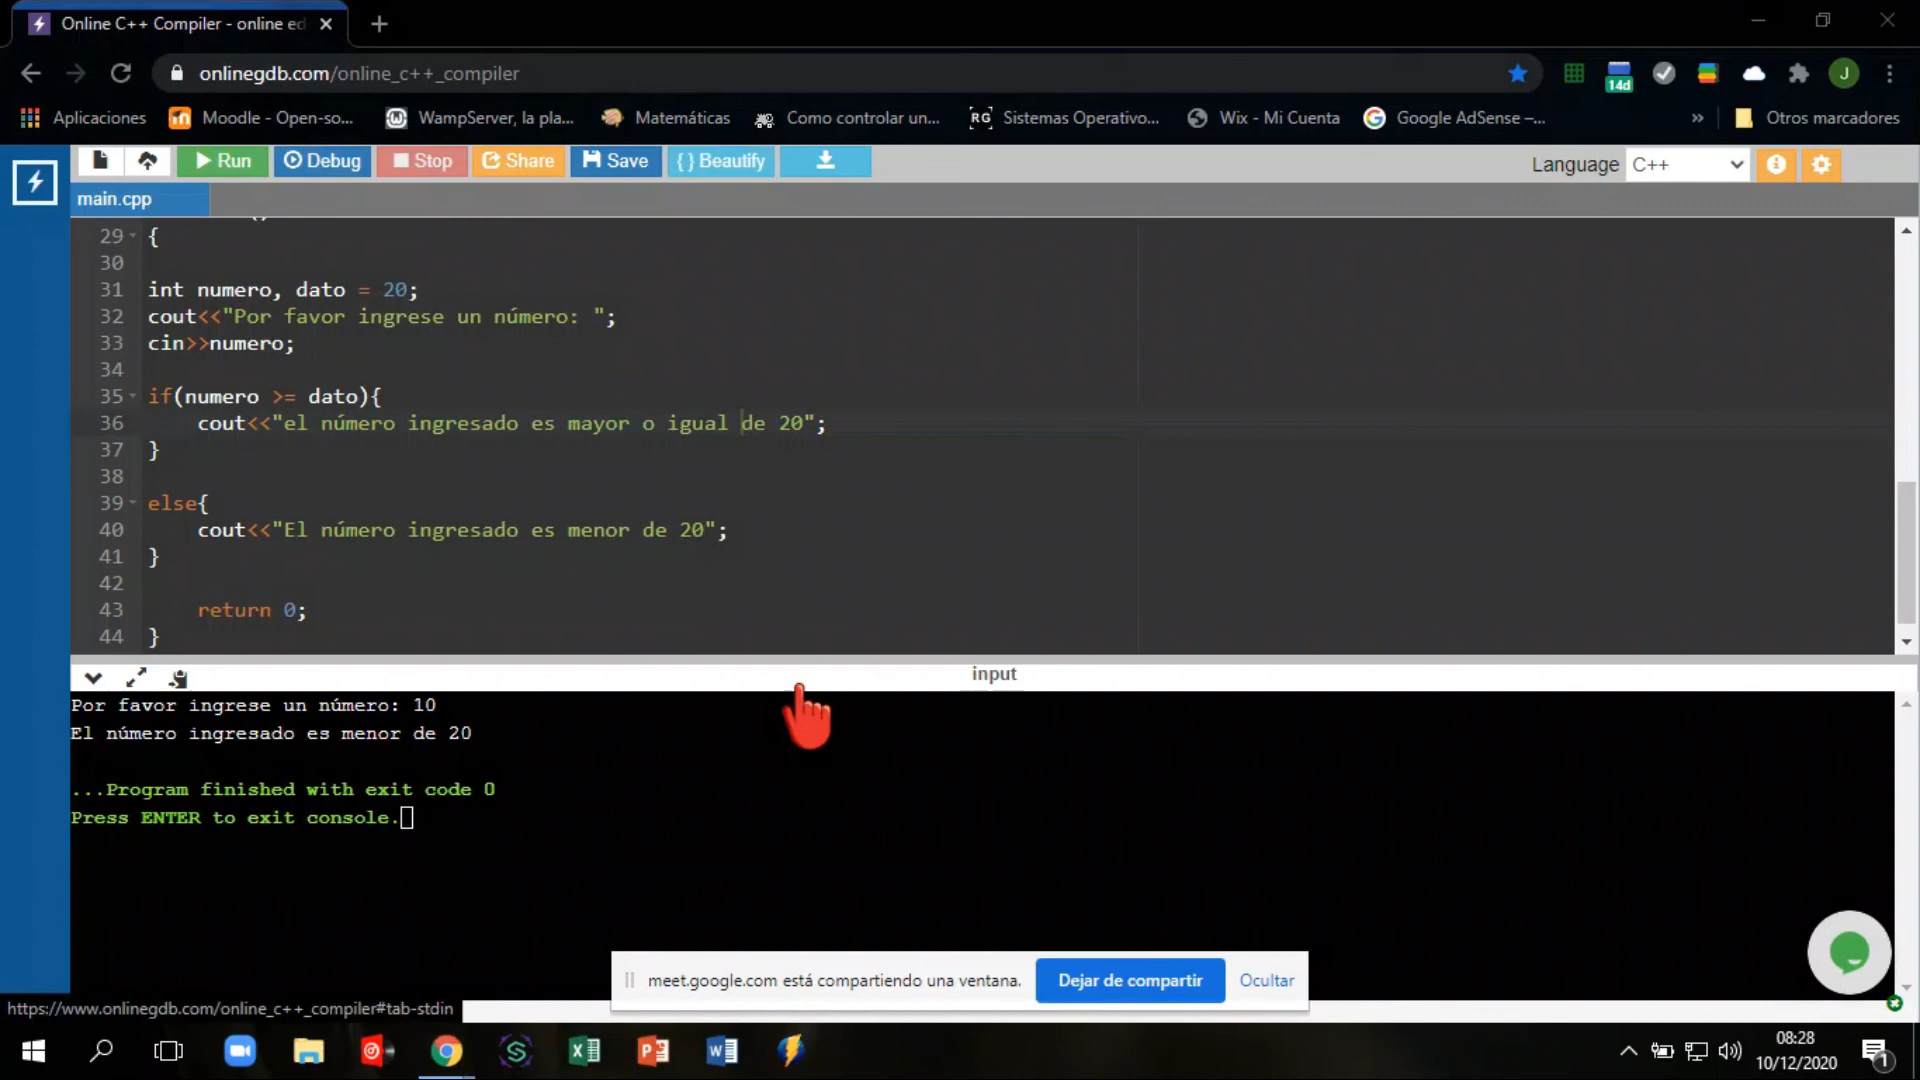 Online C++ Compiler - online ed
onlinegdb.com/online_c++_compiler
14d
J
Aplicaciones
Moodle - Open-so...
WampServer, la pla...
Matemáticas
Como controlar un...
RG Sistemas Operativo...
Wix - Mi Cuenta
Google AdSense –...
»
Otros marcadores
Run
Debug
Stop
Share
Save
{ } Beautify
Language C++
main.cpp
29 {
30
31 int numero, dato = 20;
32 cout<<"Por favor ingrese un número: ";
33 cin>>numero;
34
35 if(numero >= dato){
36 cout<<"el número ingresado es mayor o igual de 20";
37 }
38
39 else{
40 cout<<"El número ingresado es menor de 20";
41 }
42
43 return 0;
44 }
input
Por favor ingrese un número: 10
El número ingresado es menor de 20
...Program finished with exit code 0
Press ENTER to exit console.
meet.google.com está compartiendo una ventana.
Dejar de compartir
Ocultar
https://www.onlinegdb.com/online_c++_compiler#tab-stdin
08:28
10/12/2020
1